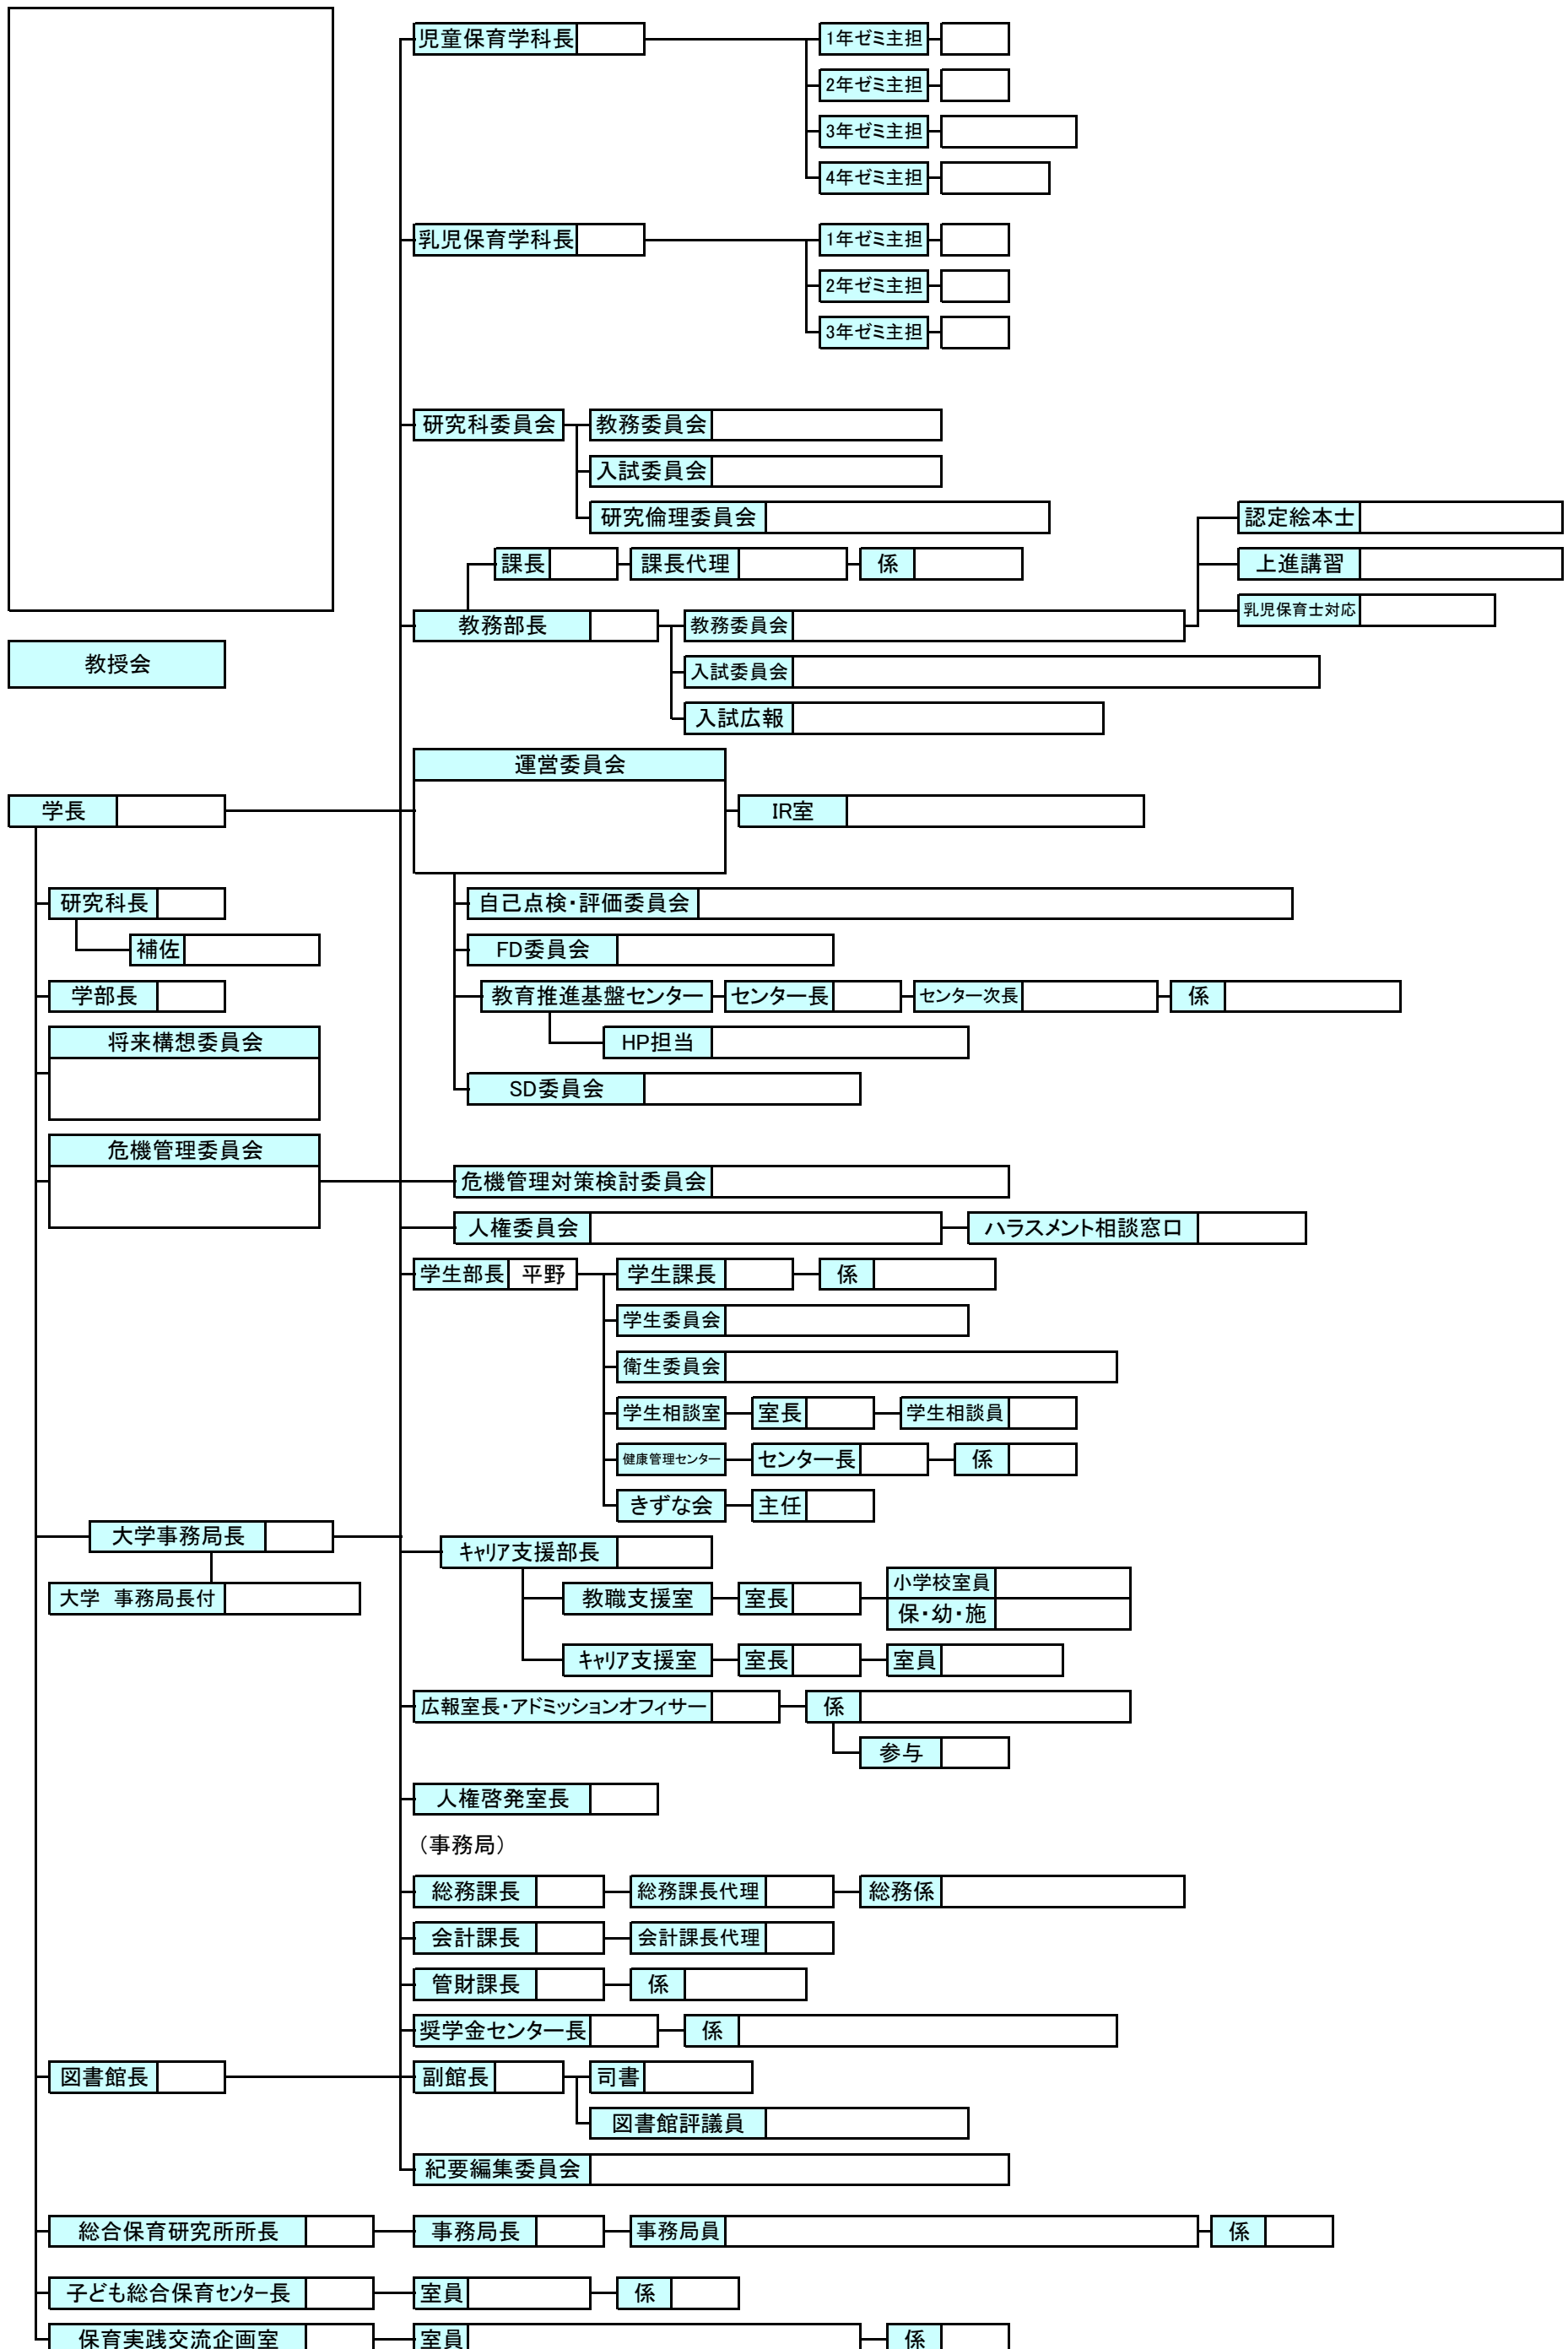 児童保育学科長 1年ゼミ主担
2年ゼミ主担
3年ゼミ主担
4年ゼミ主担
乳児保育学科長 1年ゼミ主担
2年ゼミ主担
3年ゼミ主担
研究科委員会 教務委員会
入試委員会
研究倫理委員会 認定絵本士
課長 課長代理 係 上進講習
乳児保育士対応
教務部長 教務委員会
教授会
入試委員会
入試広報
運営委員会
学長 IR室
研究科長 自己点検・評価委員会
補佐 FD委員会
学部長 教育推進基盤センター センター長 センター次長 係
将来構想委員会 HP担当
SD委員会
危機管理委員会
危機管理対策検討委員会
人権委員会 ハラスメント相談窓口
学生部長 平野 学生課長 係
学生委員会
衛生委員会
学生相談室 室長 学生相談員
健康管理センター センター長 係
きずな会 主任
大学事務局長 キャリア支援部長
小学校室員
大学 事務局長付 教職支援室 室長
保・幼・施
キャリア支援室 室長 室員
広報室長・アドミッションオフィサー 係
参与
人権啓発室長
（事務局）
総務課長 総務課長代理 総務係
会計課長 会計課長代理
管財課長 係
奨学金センター長 係
図書館長 副館長 司書
図書館評議員
紀要編集委員会
総合保育研究所所長 事務局長 事務局員 係
子ども総合保育センター長 室員 係
保育実践交流企画室 室員 係